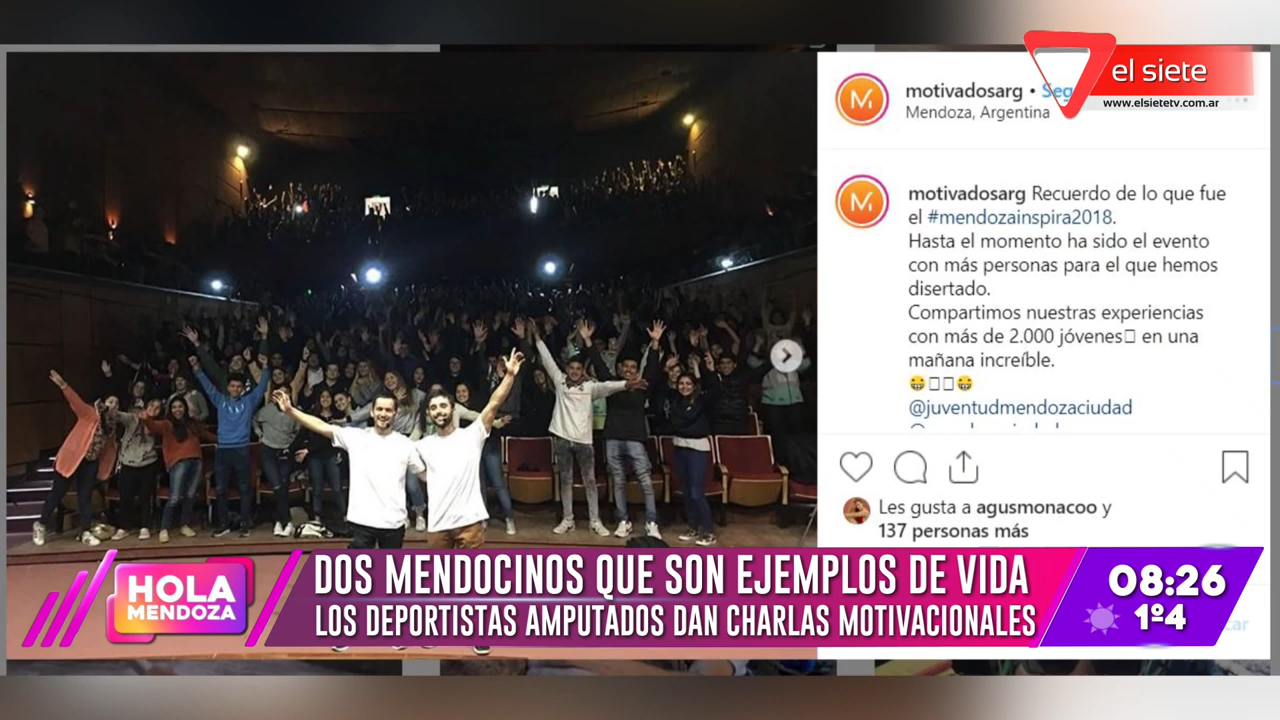 el siete
www.elsietetv.com.ar
motivadosarg • Seg
Mendoza, Argentina
motivadosarg Recuerdo de lo que fue
el #mendozainspira2018.
Hasta el momento ha sido el evento
con más personas para el que hemos
disertado.
Compartimos nuestras experiencias
con más de 2.000 jóvenes en una
mañana increíble.
@juventudmendozaciudad
Les gusta a agusmonacoo y
137 personas más
HOLA
MENDOZA
DOS MENDOCINOS QUE SON EJEMPLOS DE VIDA
LOS DEPORTISTAS AMPUTADOS DAN CHARLAS MOTIVACIONALES
08:26
1º4